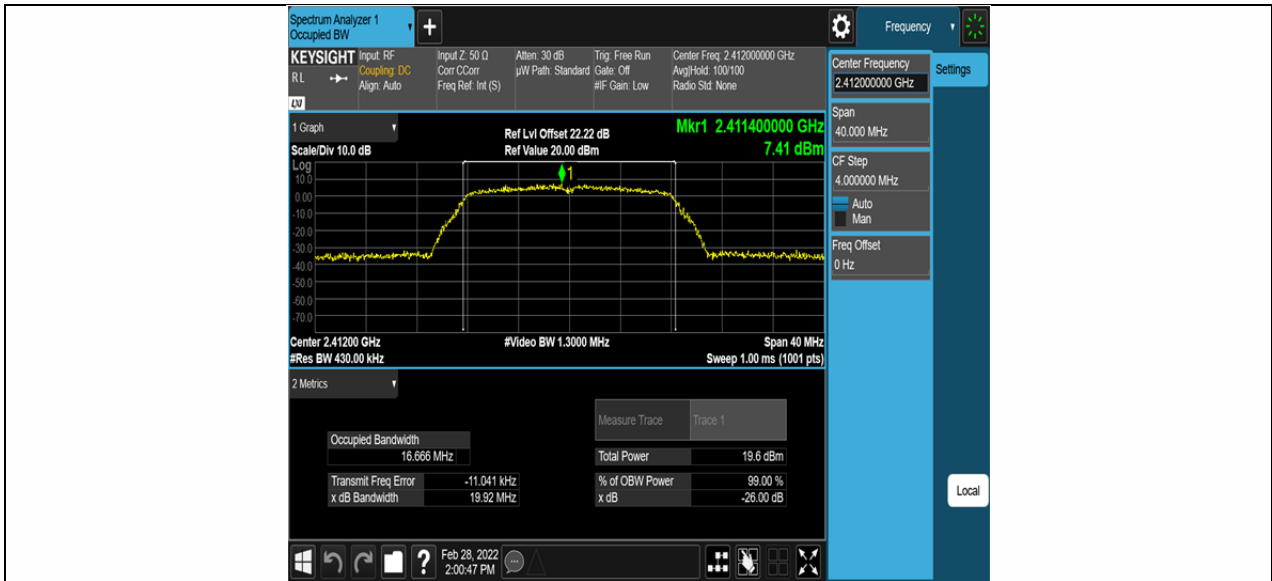 Spectrum Analyzer 1
Occupied BW
+
Frequency
KEYSIGHT
RL
LXI
Input: RF
Coupling: DC
Align: Auto
Input Z: 50 Ω
Corr CCorr
Freq Ref: Int (S)
Atten: 30 dB
µW Path: Standard
Trig: Free Run
Gate: Off
#IF Gain: Low
Center Freq: 2.412000000 GHz
Avg|Hold: 100/100
Radio Std: None
Center Frequency
2.412000000 GHz
Settings
Span
40.000 MHz
CF Step
4.000000 MHz
Auto
Man
Freq Offset
0 Hz
Local
1 Graph
Scale/Div 10.0 dB
Ref Lvl Offset 22.22 dB
Ref Value 20.00 dBm
Mkr1 2.411400000 GHz
7.41 dBm
Log
10.0
0.00
-10.0
-20.0
-30.0
-40.0
-50.0
-60.0
-70.0
1
Center 2.41200 GHz
#Res BW 430.00 kHz
#Video BW 1.3000 MHz
Span 40 MHz
Sweep 1.00 ms (1001 pts)
2 Metrics
Measure Trace Trace 1
Occupied Bandwidth
16.666 MHz
Total Power 19.6 dBm
Transmit Freq Error -11.041 kHz
% of OBW Power 99.00 %
x dB Bandwidth 19.92 MHz
x dB -26.00 dB
?
Feb 28, 2022
2:00:47 PM